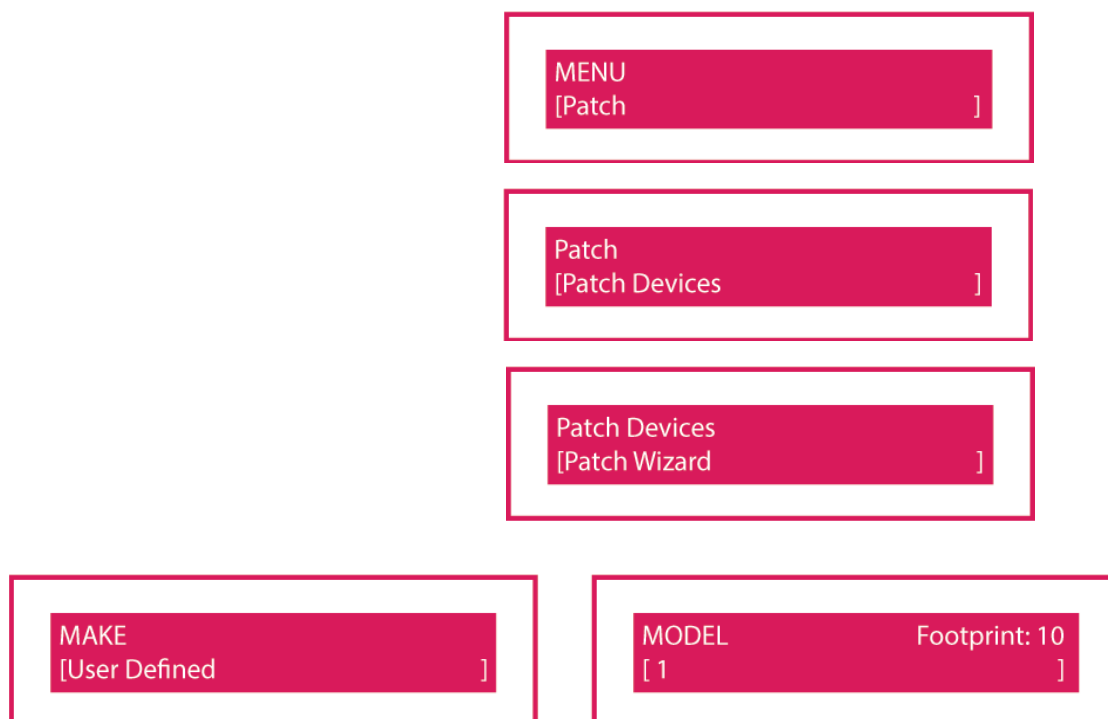 MENU
[Patch ]
Patch
[Patch Devices ]
Patch Devices
[Patch Wizard ]
MAKE
[User Defined ]
MODEL Footprint: 10
[ 1 ]